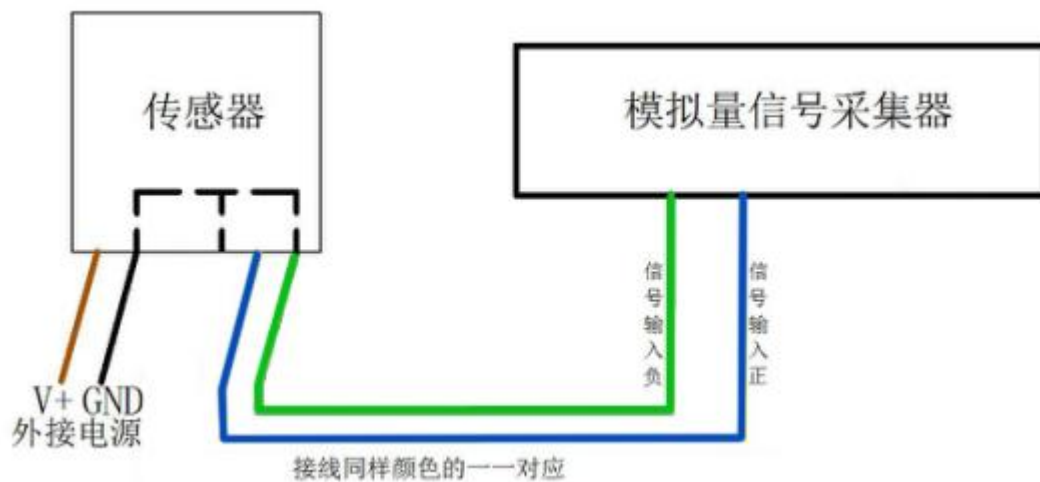 传感器
模拟量信号采集器
信号输入负
信号输入正
V+ GND
外接电源
接线同样颜色的一一对应